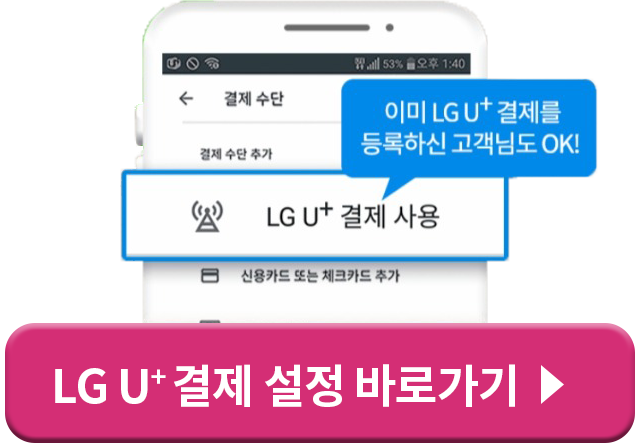 53% 오후 1:40
결제 수단
이미 LG U+ 결제를
등록하신 고객님도 OK!
결제 수단 추가
LG U+ 결제 사용
신용카드 또는 체크카드 추가
LG U+ 결제 설정 바로가기